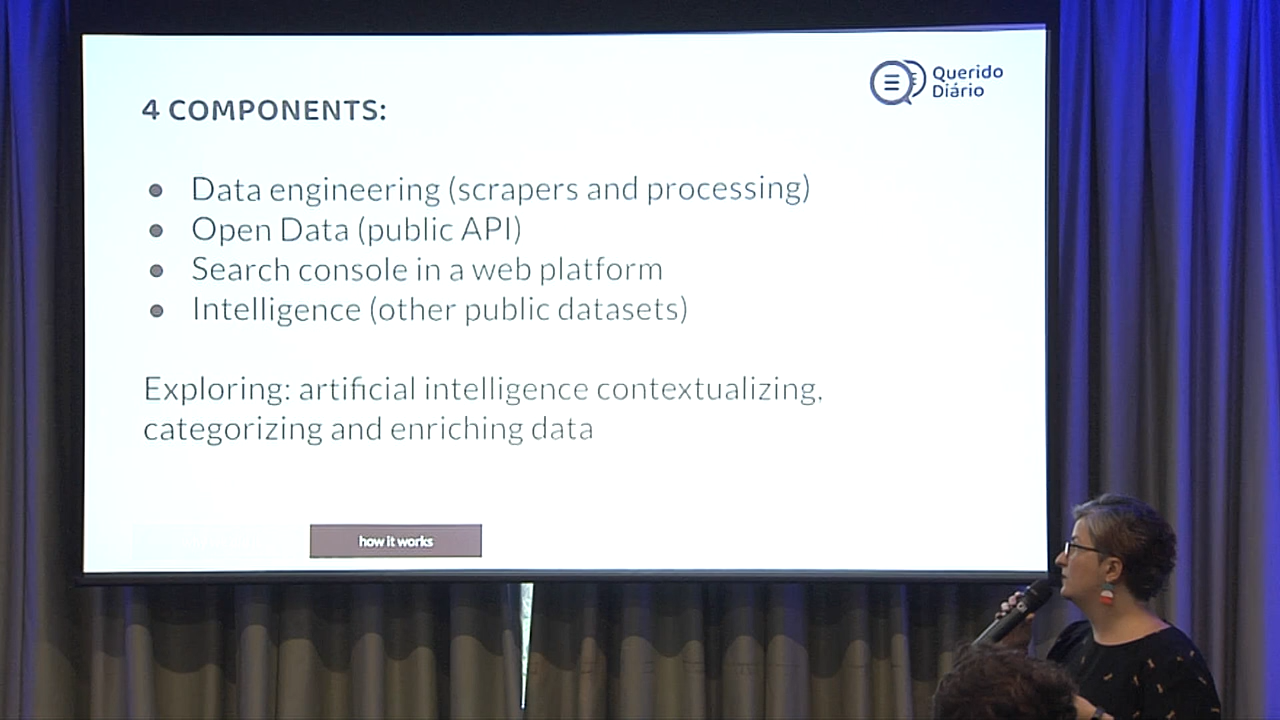 Querido
Diário
4 COMPONENTS:
Data engineering (scrapers and processing)
Open Data (public API)
Search console in a web platform
Intelligence (other public datasets)
Exploring: artificial intelligence contextualizing,
categorizing and enriching data
how it works